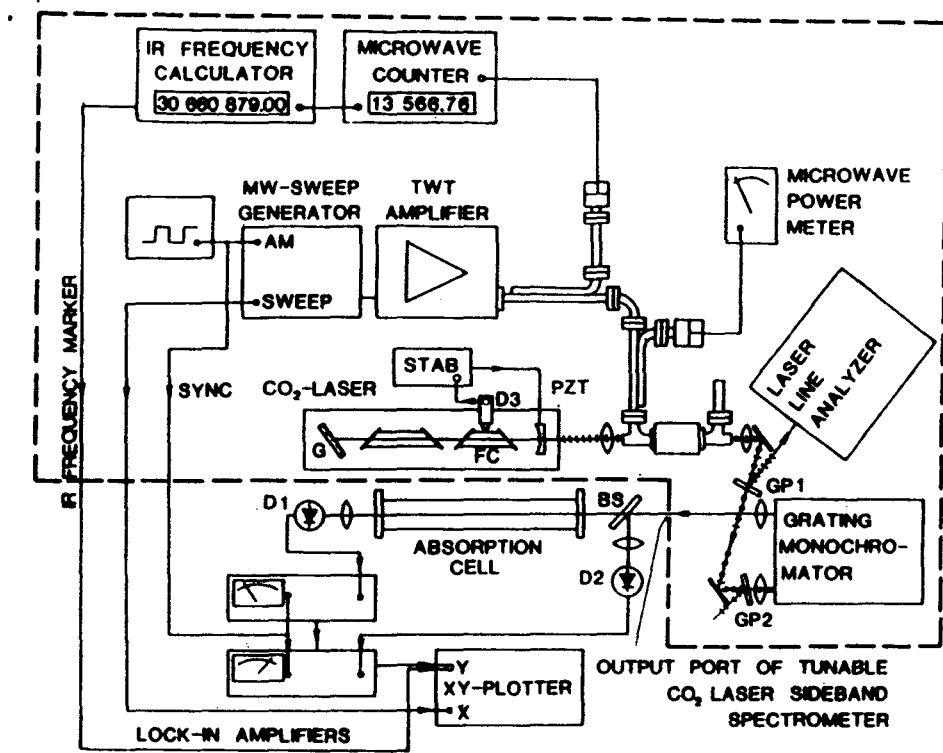 IR FREQUENCY
CALCULATOR
30 660 879.00
MICROWAVE
COUNTER
13 566.76
MW-SWEEP
GENERATOR
AM
SWEEP
TWT
AMPLIFIER
MICROWAVE
POWER
METER
IR FREQUENCY MARKER
SYNC
CO₂-LASER
STAB
PZT
D3
G
FC
LASER
LINE
ANALYZER
GP1
D1
BS
ABSORPTION
CELL
D2
GRATING
MONOCHRO-
MATOR
GP2
Y
XY-PLOTTER
X
LOCK-IN AMPLIFIERS
OUTPUT PORT OF TUNABLE
CO₂ LASER SIDEBAND
SPECTROMETER